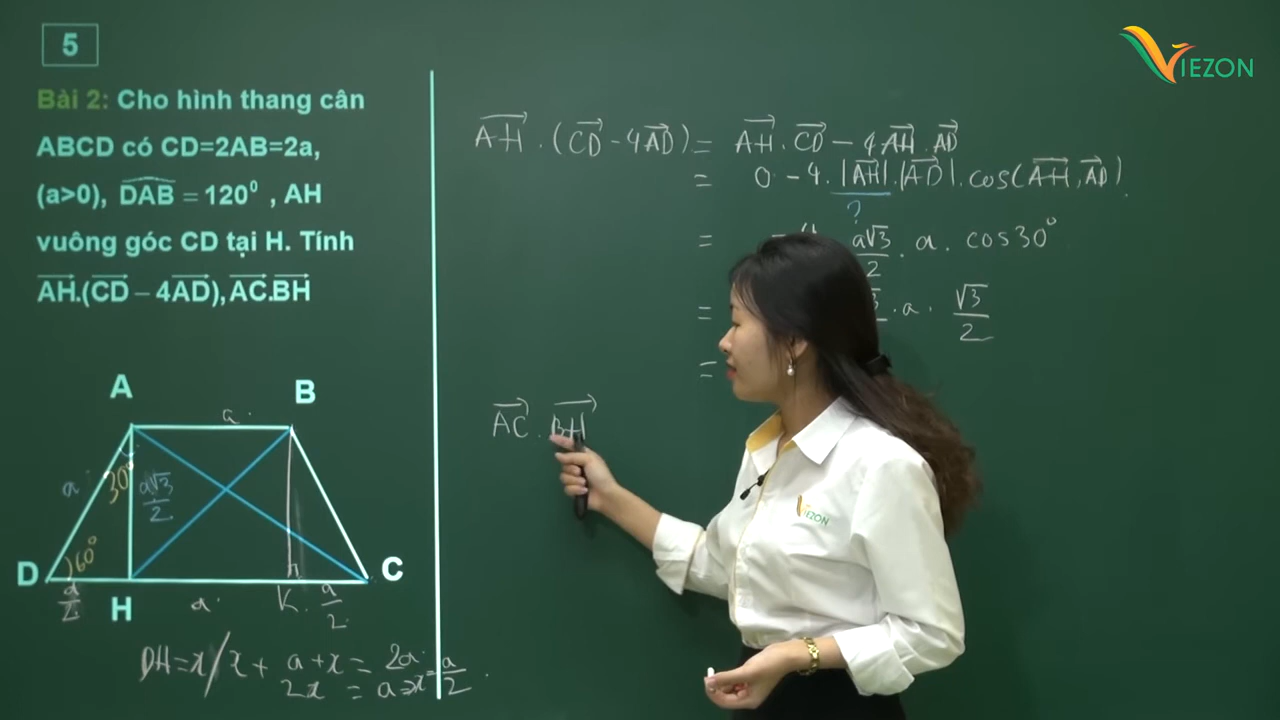 5
VIEZON
Bài 2: Cho hình thang cân
ABCD có CD=2AB=2a,
(a>0), DAB = 120⁰ , AH
vuông góc CD tại H. Tính
AH.(CD – 4AD),AC.BH
A
B
a
a
30⁰
a√3/2
60⁰
D
C
a/2
H
a
K
a/2
DH = x / x + a + x = 2a
2x = a ⇒ x = a/2
AH . (CD - 4AD) = AH . CD - 4AH . AD
= 0 - 4 . |AH| . |AD| . cos(AH, AD)
?
= a√3/2 . a . cos30⁰
= . a . √3/2
=
AC . BH
VIEZON